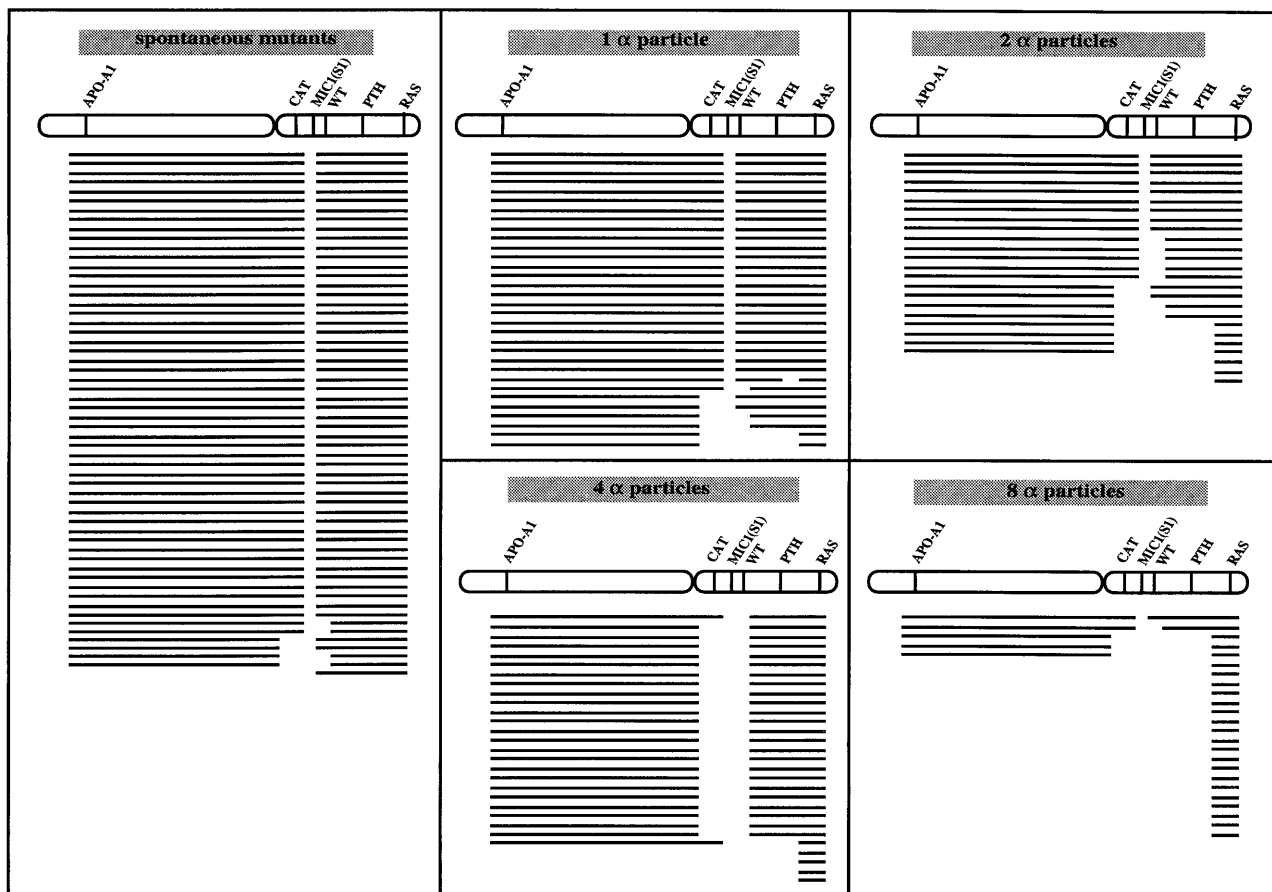 spontaneous mutants
APO-A1
CAT
MIC1(S1)
WT
PTH
RAS
1 α particle
APO-A1
CAT
MIC1(S1)
WT
PTH
RAS
2 α particles
APO-A1
CAT
MIC1(S1)
WT
PTH
RAS
4 α particles
APO-A1
CAT
MIC1(S1)
WT
PTH
RAS
8 α particles
APO-A1
CAT
MIC1(S1)
WT
PTH
RAS